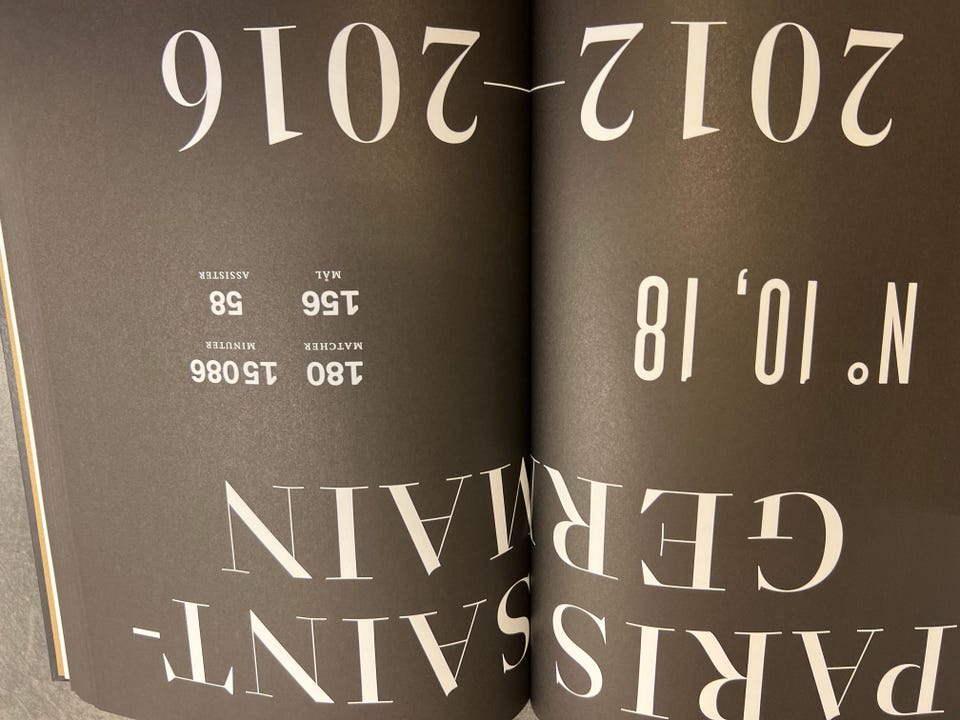 PARIS SAINT-
GERMAIN
N° 10, 18
180 15 086
MATCHER MINUTER
156 58
MÅL ASSISTER
2012—2016